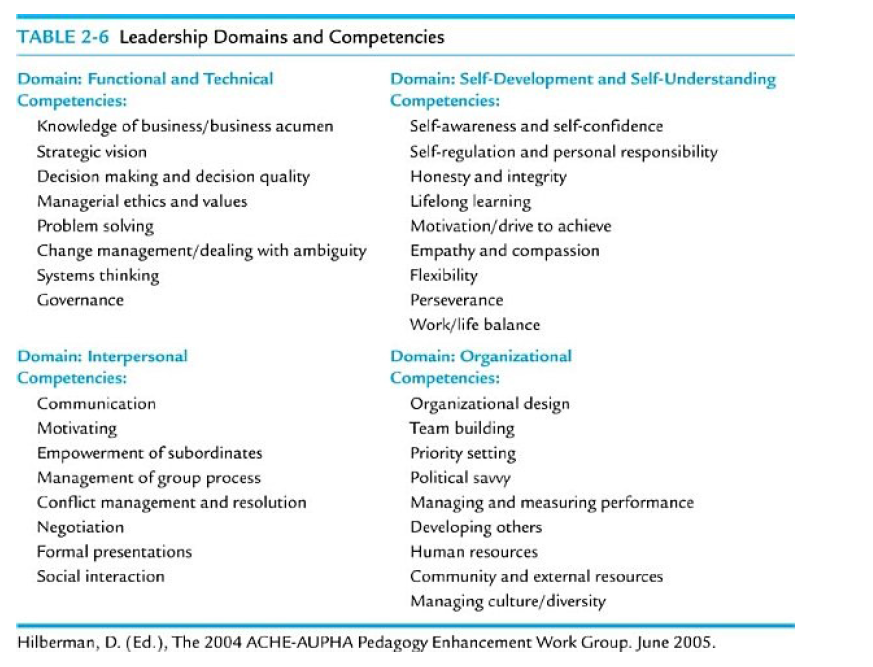 TABLE 2-6 Leadership Domains and Competencies
Domain: Functional and Technical
Competencies:
Knowledge of business/business acumen
Strategic vision
Decision making and decision quality
Managerial ethics and values
Problem solving
Change management/dealing with ambiguity
Systems thinking
Governance
Domain: Self-Development and Self-Understanding
Competencies:
Self-awareness and self-confidence
Self-regulation and personal responsibility
Honesty and integrity
Lifelong learning
Motivation/drive to achieve
Empathy and compassion
Flexibility
Perseverance
Work/life balance
Domain: Interpersonal
Competencies:
Communication
Motivating
Empowerment of subordinates
Management of group process
Conflict management and resolution
Negotiation
Formal presentations
Social interaction
Domain: Organizational
Competencies:
Organizational design
Team building
Priority setting
Political savvy
Managing and measuring performance
Developing others
Human resources
Community and external resources
Managing culture/diversity
Hilberman, D. (Ed.), The 2004 ACHE-AUPHA Pedagogy Enhancement Work Group. June 2005.